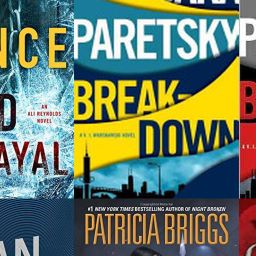 NCE
D
AN
ALI REYNOLDS
NOVEL
AYAL
PARETSKY
BREAK-
DOWN
A V.I. WARSHAWSKI NOVEL
P
B
#1 NEW YORK TIMES BESTSELLING AUTHOR OF NIGHT BROKEN
PATRICIA BRIGGS
AN